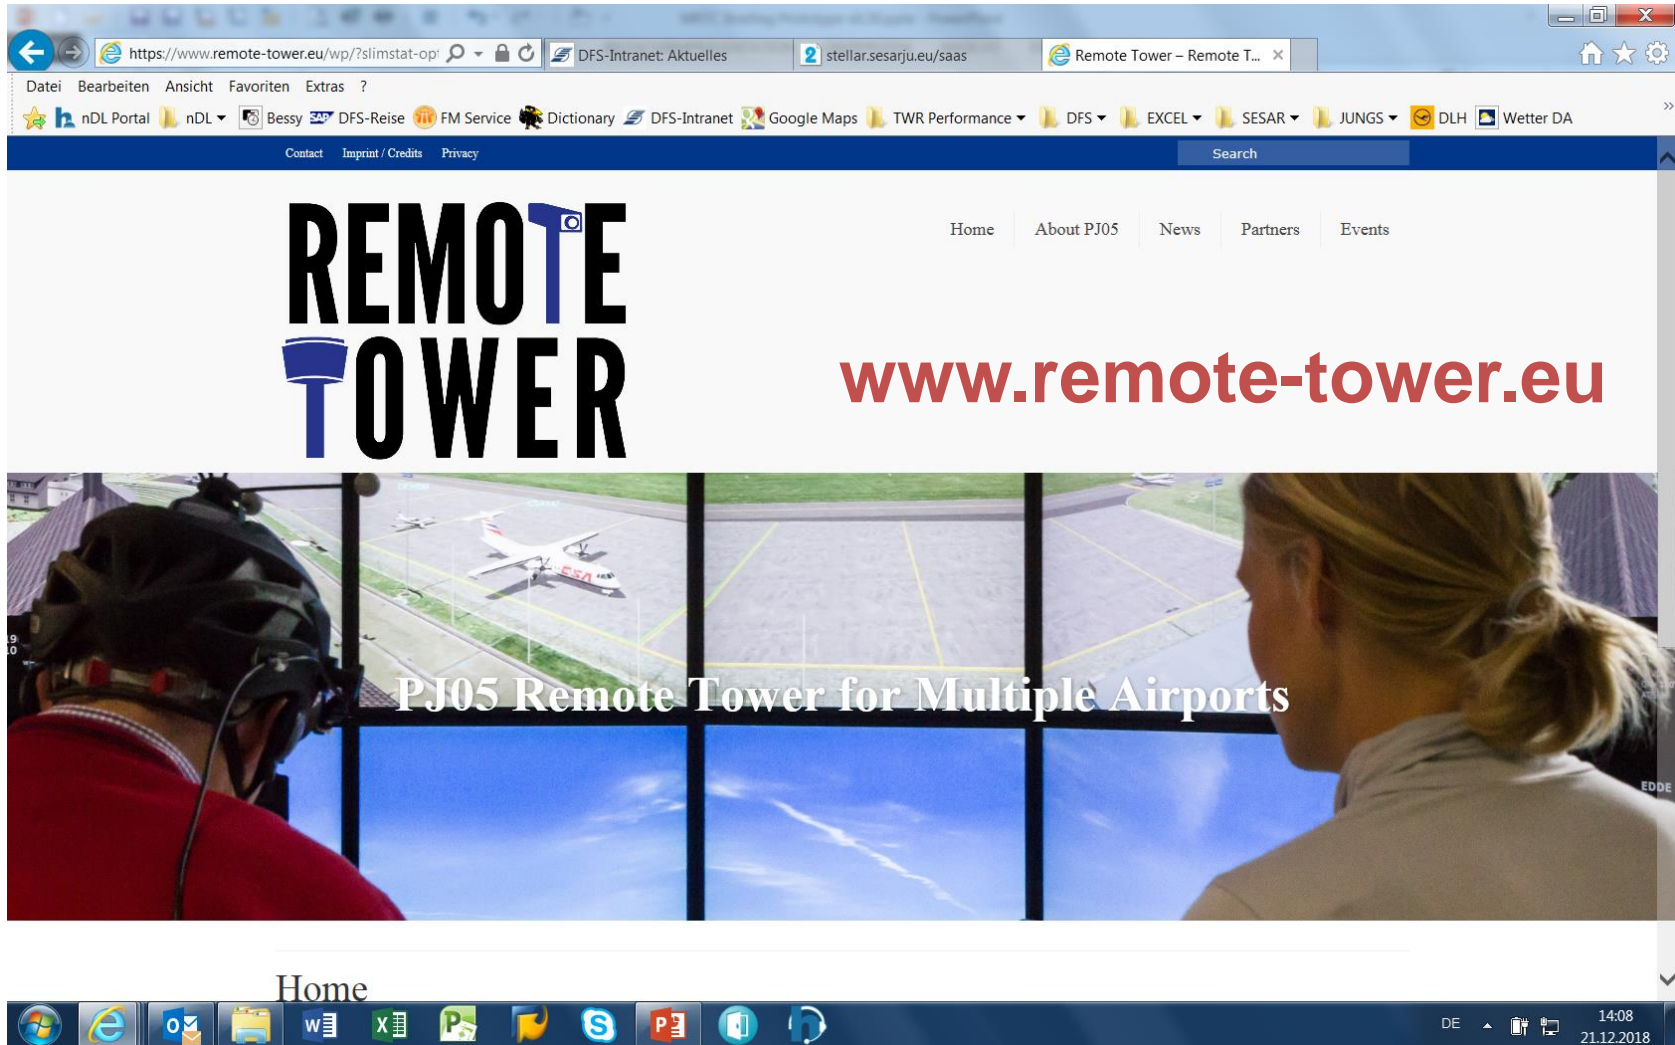 https://www.remote-tower.eu/wp/?slimstat-op
DFS-Intranet: Aktuelles
stellar.sesarju.eu/saas
Remote Tower – Remote T...
Datei Bearbeiten Ansicht Favoriten Extras ?
nDL Portal nDL Bessy DFS-Reise FM Service Dictionary DFS-Intranet Google Maps TWR Performance DFS EXCEL SESAR JUNGS DLH Wetter DA
Contact Imprint / Credits Privacy Search
REMOTE
TOWER
Home About PJ05 News Partners Events
www.remote-tower.eu
CSA
PJ05 Remote Tower for Multiple Airports
EDDE
Home
DE
14:08
21.12.2018